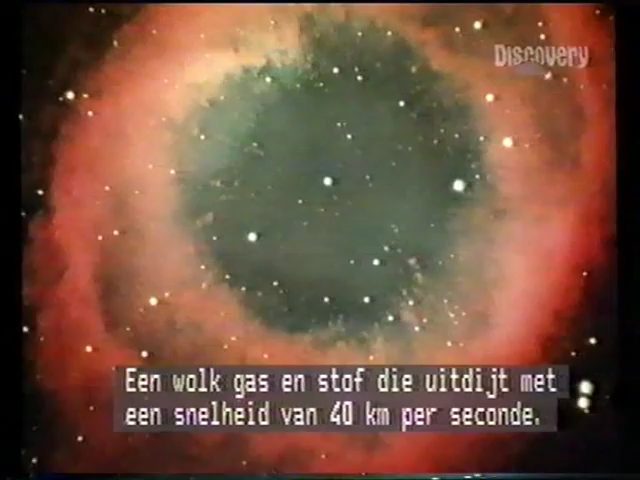 Discovery
Een wolk gas en stof die uitdijt met
een snelheid van 40 km per seconde.